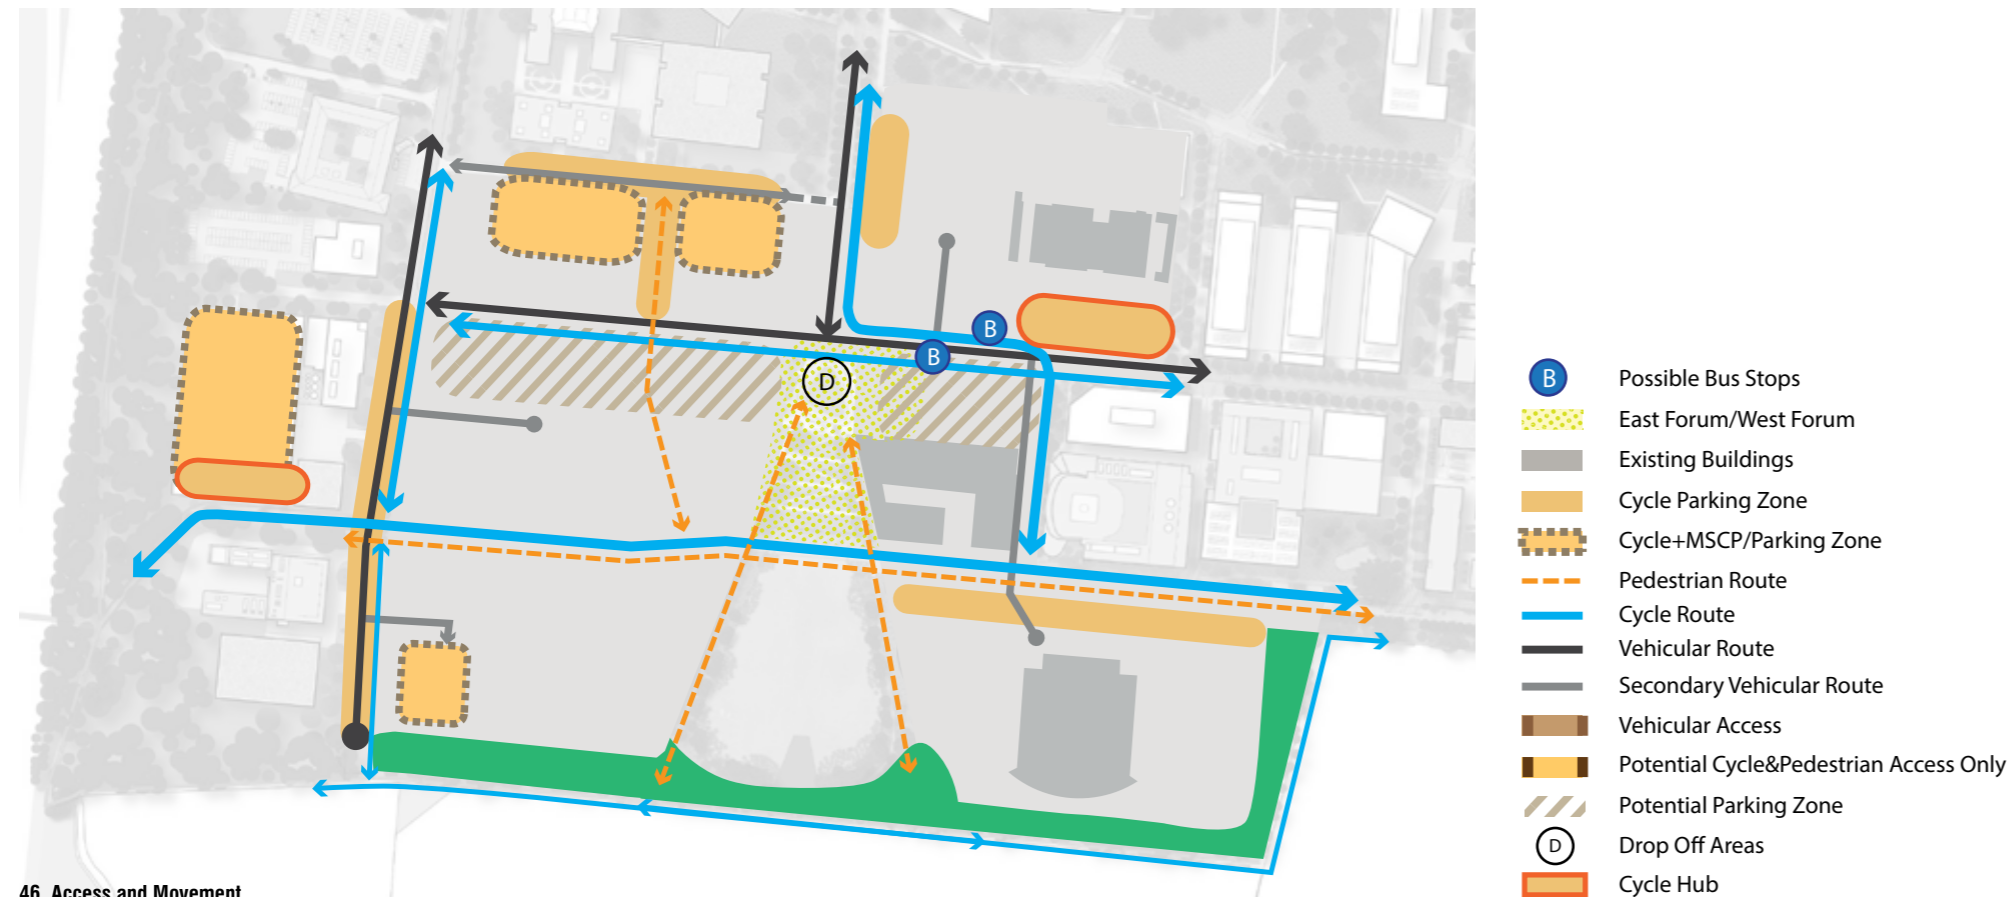 B
B
D
B Possible Bus Stops
East Forum/West Forum
Existing Buildings
Cycle Parking Zone
Cycle+MSCP/Parking Zone
Pedestrian Route
Cycle Route
Vehicular Route
Secondary Vehicular Route
Vehicular Access
Potential Cycle&Pedestrian Access Only
Potential Parking Zone
D Drop Off Areas
Cycle Hub
46 Access and Movement